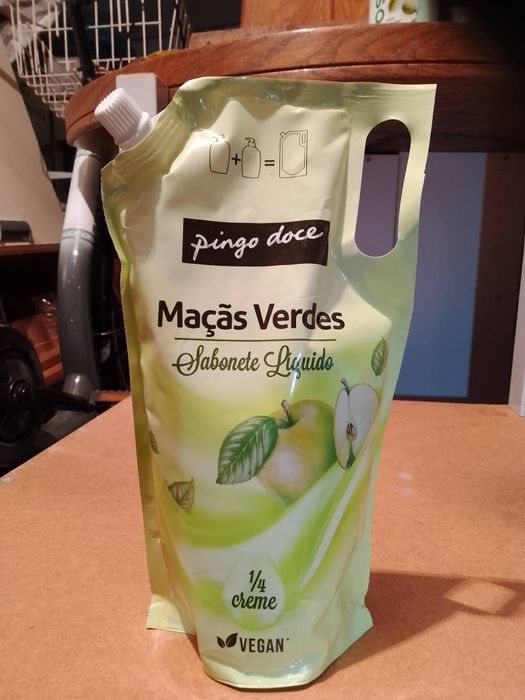 + =
pingo doce
Maçãs Verdes
Sabonete Líquido
1/4
creme
VEGAN*